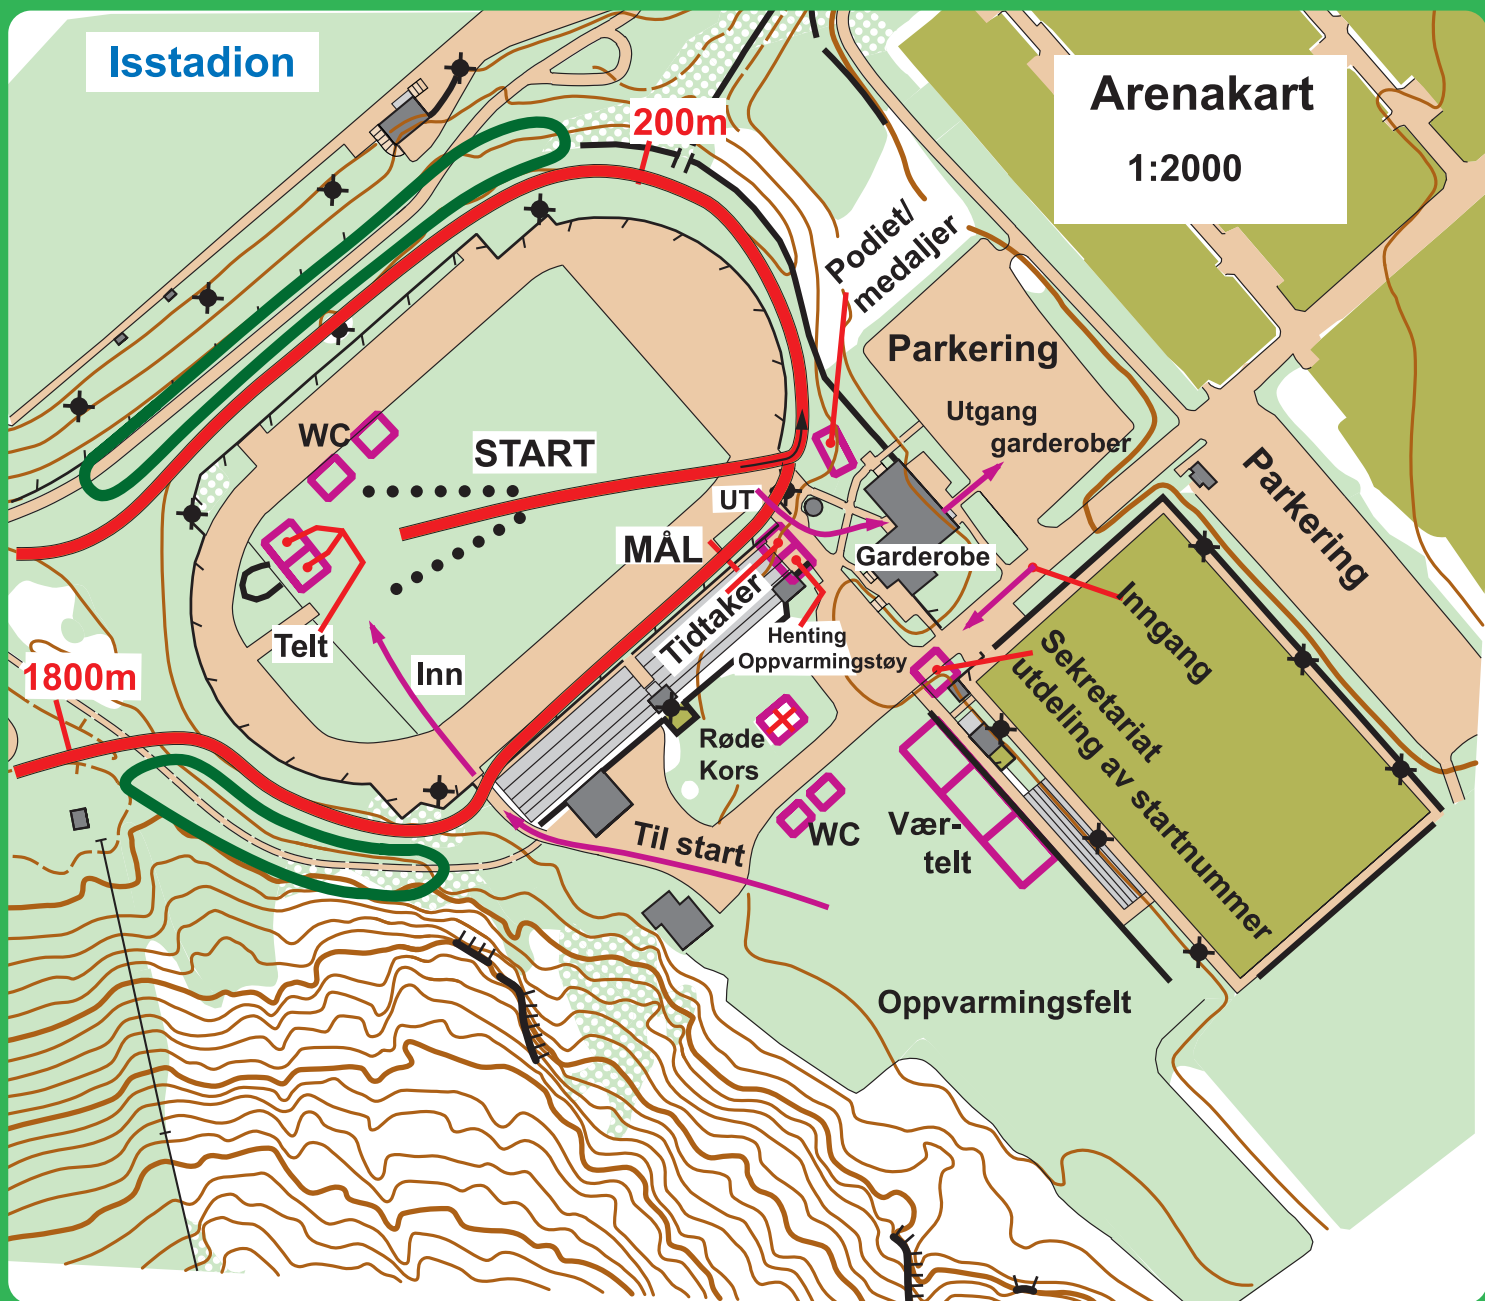 Isstadion
Arenakart
1:2000
200m
Podiet/
medaljer
Parkering
Utgang
garderober
WC
START
Parkering
UT
MÅL
Garderobe
Tidtaker
Inngang
Henting
Oppvarmingstøy
Telt
Inn
1800m
Sekretariat
utdeling av startnummer
Røde
Kors
Til start
WC
Vær-
telt
Oppvarmingsfelt